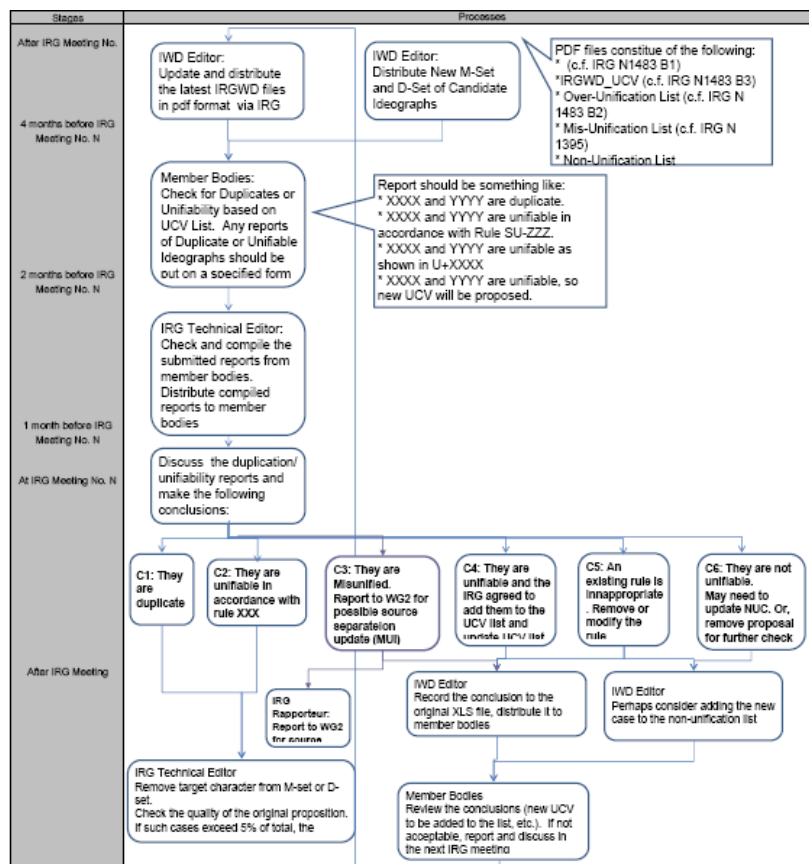 Stages
Processes
After IRG Meeting No.
IWD Editor:
Update and distribute
the latest IRGWD files
in pdf format via IRG
IWD Editor:
Distribute New M-Set
and D-Set of Candidate
Ideographs
PDF files constitue of the following:
* (c.f. IRG N1483 B1)
*IRGWD_UCV (c.f. IRG N1483 B3)
* Over-Unification List (c.f. IRG N
1483 B2)
* Mis-Unification List (c.f. IRG N
1395)
* Non-Unification List
4 months before IRG
Meeting No. N
Member Bodies:
Check for Duplicates or
Unifiability based on
UCV List. Any reports
of Duplicate or Unifiable
Ideographs should be
put on a specified form
Report should be something like:
* XXXX and YYYY are duplicate.
* XXXX and YYYY are unifiable in
accordance with Rule SU-ZZZ.
* XXXX and YYYY are unifable as
shown in U+XXXX
* XXXX and YYYY are unifiable, so
new UCV will be proposed.
2 months before IRG
Meeting No. N
IRG Technical Editor:
Check and compile the
submitted reports from
member bodies.
Distribute compiled
reports to member
bodies
1 month before IRG
Meeting No. N
At IRG Meeting No. N
Discuss the duplication/
unifiability reports and
make the following
conclusions:
C1: They
are
duplicate
C2: They are
unifiable in
accordance with
rule XXX
C3: They are
Misunified.
Report to WG2 for
possible source
separateion
update (MUI)
C4: They are
unifiable and the
IRG agreed to
add them to the
UCV list and
update UCV list
C5: An
existing rule is
innappropriate
. Remove or
modify the
rule
C6: They are not
unifiable.
May need to
update NUC. Or,
remove proposal
for further check
After IRG Meeting
IRG
Rapporteur:
Report to WG2
for source
IWD Editor
Record the conclusion to the
original XLS file, distribute it to
member bodies
IWD Editor
Perhaps consider adding the new
case to the non-unification list
IRG Technical Editor
Remove target character from M-set or D-
set.
Check the quality of the original proposition.
If such cases exceed 5% of total, the
Member Bodies
Review the conclusions (new UCV
to be added to the list, etc.). If not
acceptable, report and discuss in
the next IRG meeting